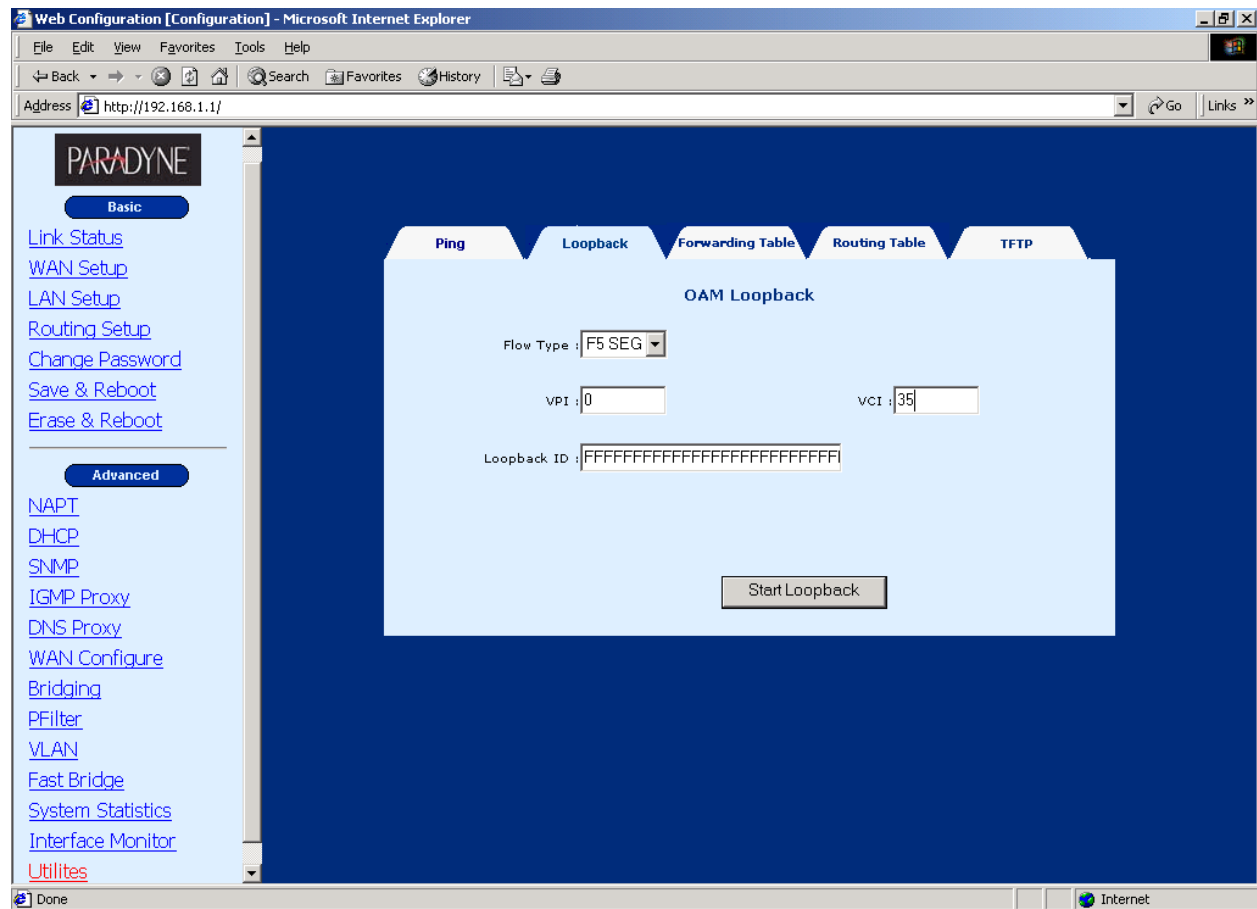 Web Configuration [Configuration] - Microsoft Internet Explorer
File Edit View Favorites Tools Help
Back Search Favorites History
Address http://192.168.1.1/ Go Links »
PARADYNE
Basic
Link Status
WAN Setup
LAN Setup
Routing Setup
Change Password
Save & Reboot
Erase & Reboot
Advanced
NAPT
DHCP
SNMP
IGMP Proxy
DNS Proxy
WAN Configure
Bridging
PFilter
VLAN
Fast Bridge
System Statistics
Interface Monitor
Utilites
Ping Loopback Forwarding Table Routing Table TFTP
OAM Loopback
Flow Type : F5 SEG
VPI : 0 VCI : 35
Loopback ID :
Start Loopback
Done Internet